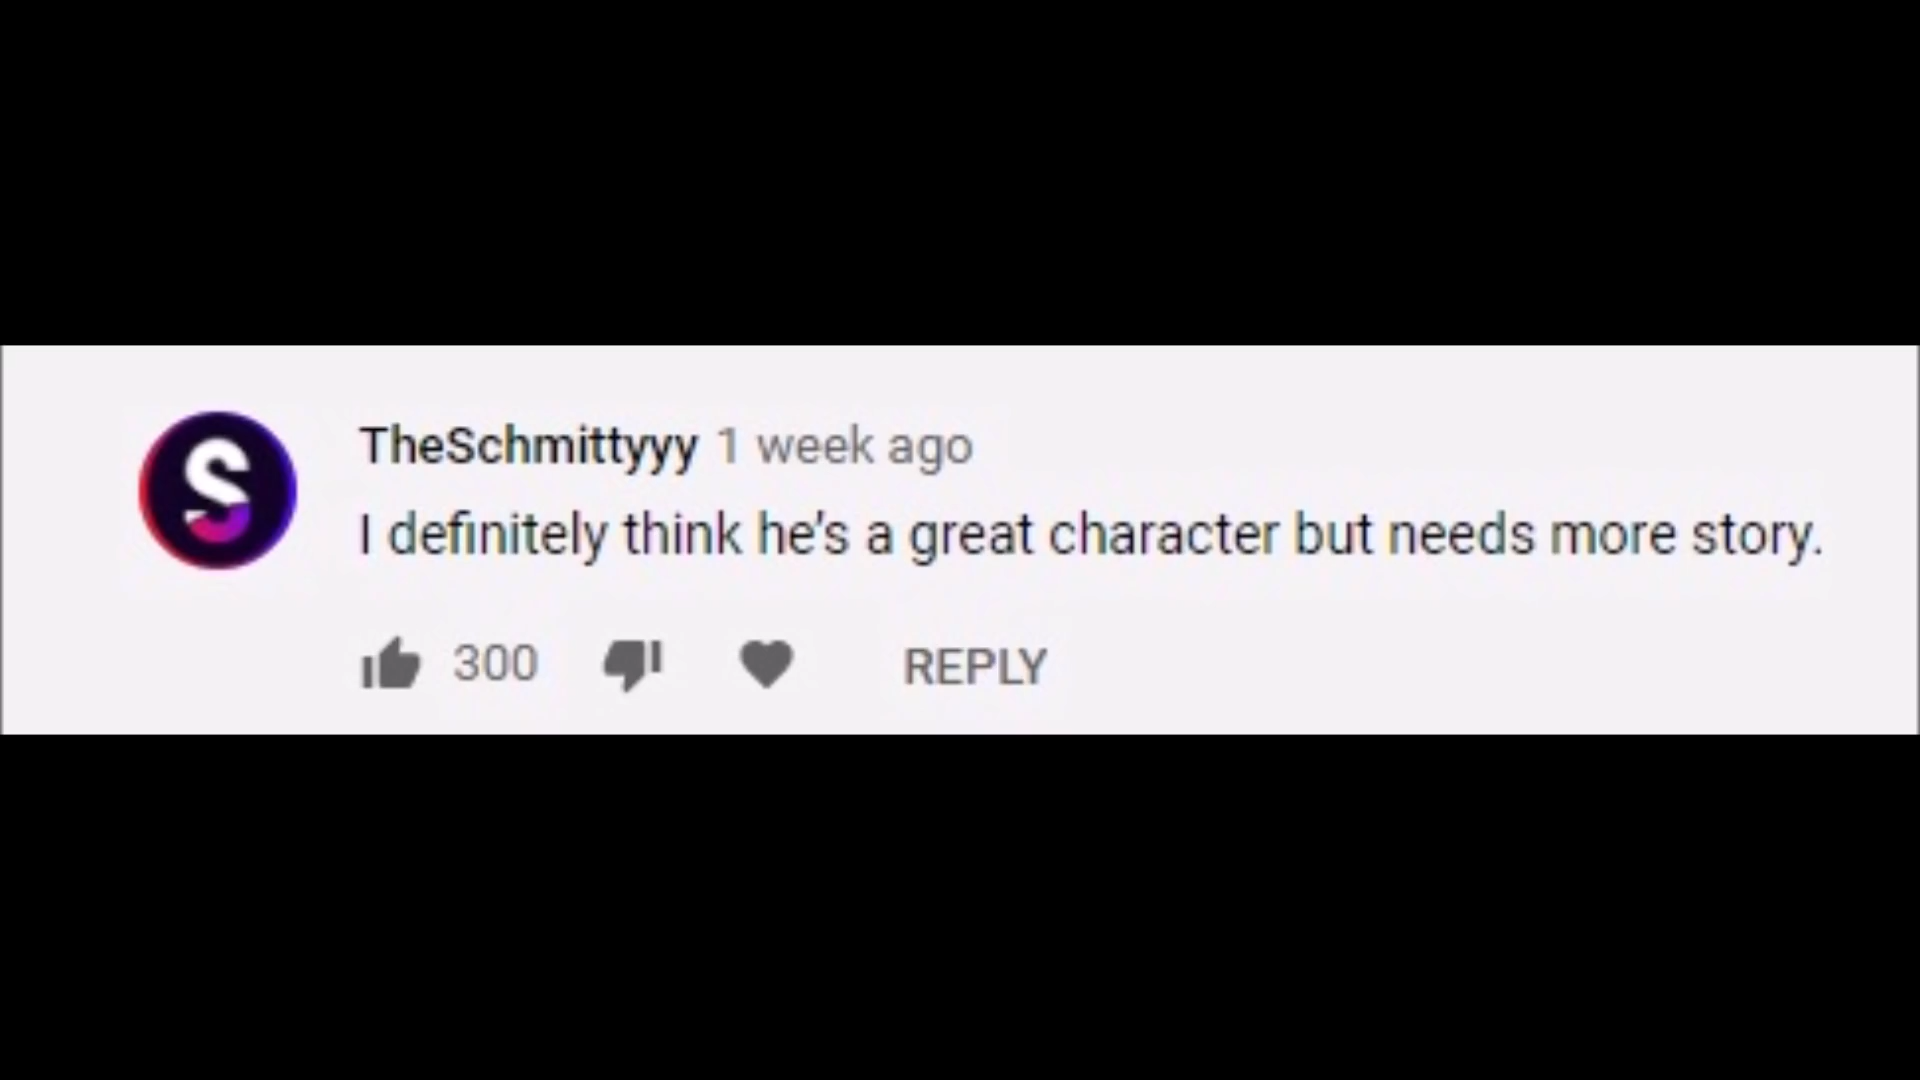 S
TheSchmittyyy 1 week ago
I definitely think he's a great character but needs more story.
300 REPLY